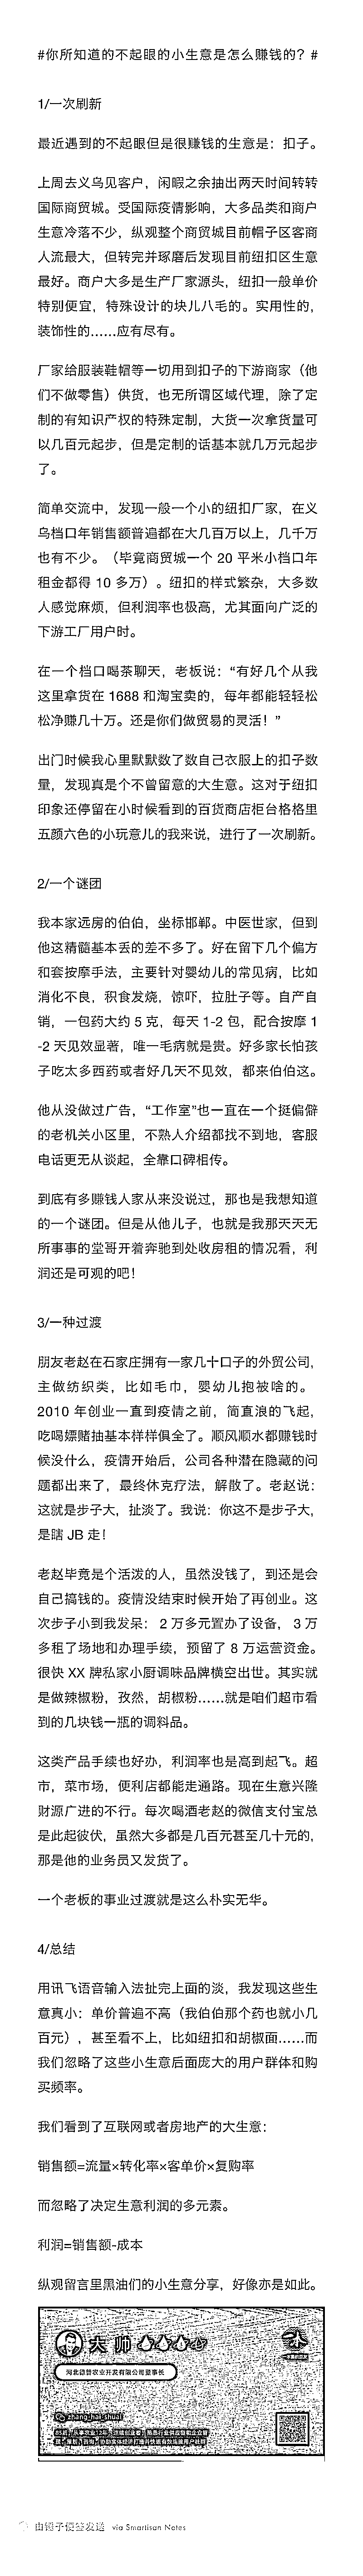 #你所知道的不起眼的小生意是怎么赚钱的？#
1/一次刷新
最近遇到的不起眼但是很赚钱的生意是：扣子。
上周去义乌见客户，闲暇之余抽出两天时间转转
国际商贸城。受国际疫情影响，大多品类和商户
生意冷落不少，纵观整个商贸城目前帽子区客商
人流最大，但转完并琢磨后发现目前纽扣区生意
最好。商户大多是生产厂家源头，纽扣一般单价
特别便宜，特殊设计的块儿八毛的。实用性的，
装饰性的……应有尽有。
厂家给服装鞋帽等一切用到扣子的下游商家（他
们不做零售）供货，也无所谓区域代理，除了定
制的有知识产权的特殊定制，大货一次拿货量可
以几百元起步，但是定制的话基本就几万元起步
了。
简单交流中，发现一般一个小的纽扣厂家，在义
乌档口年销售额普遍都在大几百万以上，几千万
也有不少。（毕竟商贸城一个 20 平米小档口年
租金都得 10 多万）。纽扣的样式繁杂，大多数
人感觉麻烦，但利润率也极高，尤其面向广泛的
下游工厂用户时。
在一个档口喝茶聊天，老板说：“有好几个从我
这里拿货在 1688 和淘宝卖的，每年都能轻轻松
松净赚几十万。还是你们做贸易的灵活！”
出门时候我心里默默数了数自己衣服上的扣子数
量，发现真是个不曾留意的大生意。这对于纽扣
印象还停留在小时候看到的百货商店柜台格格里
五颜六色的小玩意儿的我来说，进行了一次刷新。
2/一个谜团
我本家远房的伯伯，坐标邯郸。中医世家，但到
他这精髓基本丢的差不多了。好在留下几个偏方
和套按摩手法，主要针对婴幼儿的常见病，比如
消化不良，积食发烧，惊吓，拉肚子等。自产自
销，一包药大约 5 克，每天 1-2 包，配合按摩 1
-2 天见效显著，唯一毛病就是贵。好多家长怕孩
子吃太多西药或者好几天不见效，都来伯伯这。
他从没做过广告，“工作室”也一直在一个挺偏僻
的老机关小区里，不熟人介绍都找不到地，客服
电话更无从谈起，全靠口碑相传。
到底有多赚钱人家从来没说过，那也是我想知道
的一个谜团。但是从他儿子，也就是我那天天无
所事事的堂哥开着奔驰到处收房租的情况看，利
润还是可观的吧！
3/一种过渡
朋友老赵在石家庄拥有一家几十口子的外贸公司，
主做纺织类，比如毛巾，婴幼儿抱被啥的。
2010 年创业一直到疫情之前，简直浪的飞起，
吃喝嫖赌抽基本样样俱全了。顺风顺水都赚钱时
候没什么，疫情开始后，公司各种潜在隐藏的问
题都出来了，最终休克疗法，解散了。老赵说：
这就是步子大，扯淡了。我说：你这不是步子大，
是瞎 JB 走！
老赵毕竟是个活泼的人，虽然没钱了，到还是会
自己搞钱的。疫情没结束时候开始了再创业。这
次步子小到我发呆： 2 万多元置办了设备， 3 万
多租了场地和办理手续，预留了 8 万运营资金。
很快 XX 牌私家小厨调味品牌横空出世。其实就
是做辣椒粉，孜然，胡椒粉……就是咱们超市看
到的几块钱一瓶的调料品。
这类产品手续也好办，利润率也是高到起飞。超
市，菜市场，便利店都能走通路。现在生意兴隆
财源广进的不行。每次喝酒老赵的微信支付宝总
是此起彼伏，虽然大多都是几百元甚至几十元的，
那是他的业务员又发货了。
一个老板的事业过渡就是这么朴实无华。
4/总结
用讯飞语音输入法扯完上面的淡，我发现这些生
意真小：单价普遍不高（我伯伯那个药也就小几
百元），甚至看不上，比如纽扣和胡椒面……而
我们忽略了这些小生意后面庞大的用户群体和购
买频率。
我们看到了互联网或者房地产的大生意：
销售额=流量×转化率×客单价×复购率
而忽略了决定生意利润的多元素。
利润=销售额-成本
纵观留言里黑油们的小生意分享，好像亦是如此。
大 帅
河北德晋农业开发有限公司董事长
由锤子便签发送 via Smartisan Notes